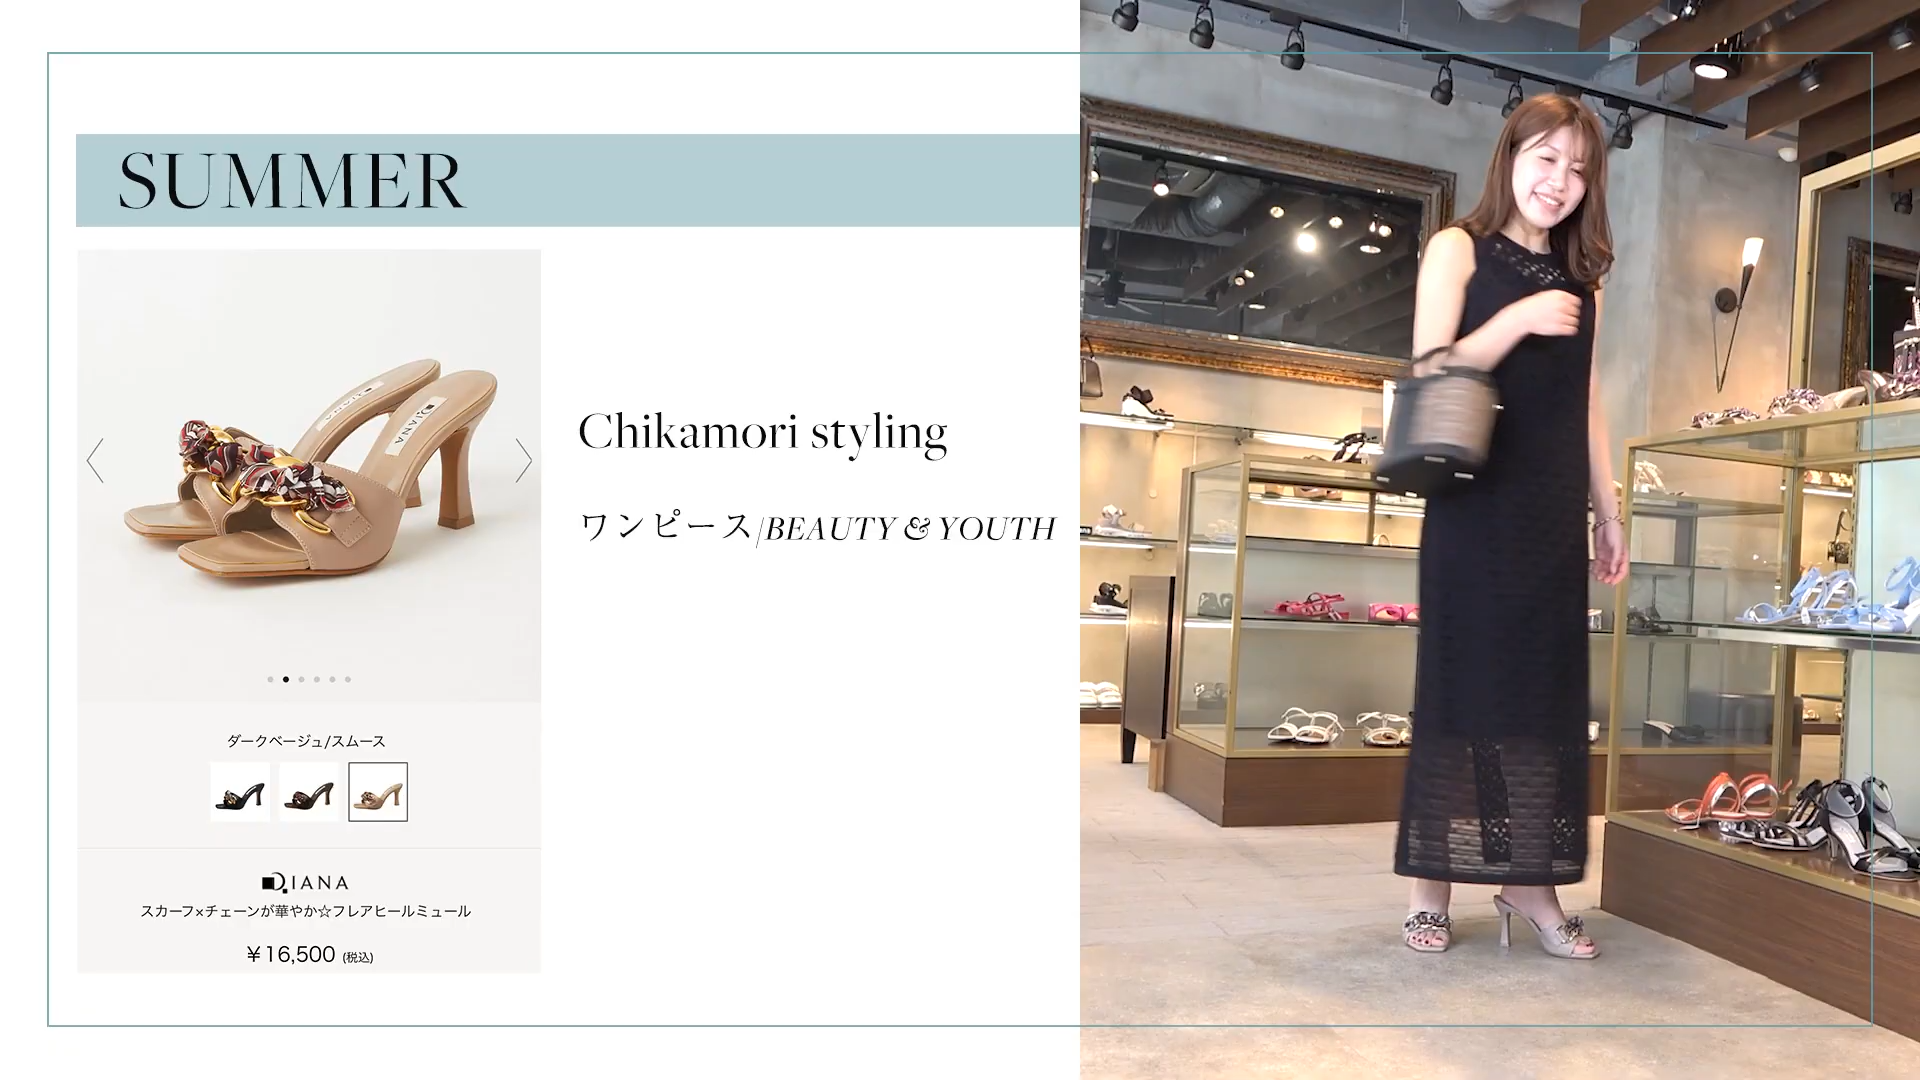 SUMMER
Chikamori styling
ワンピース/BEAUTY & YOUTH
DIANA
DIANA
ダークベージュ/スムース
DIANA
スカーフ×チェーンが華やか☆フレアヒールミュール
¥16,500 (税込)